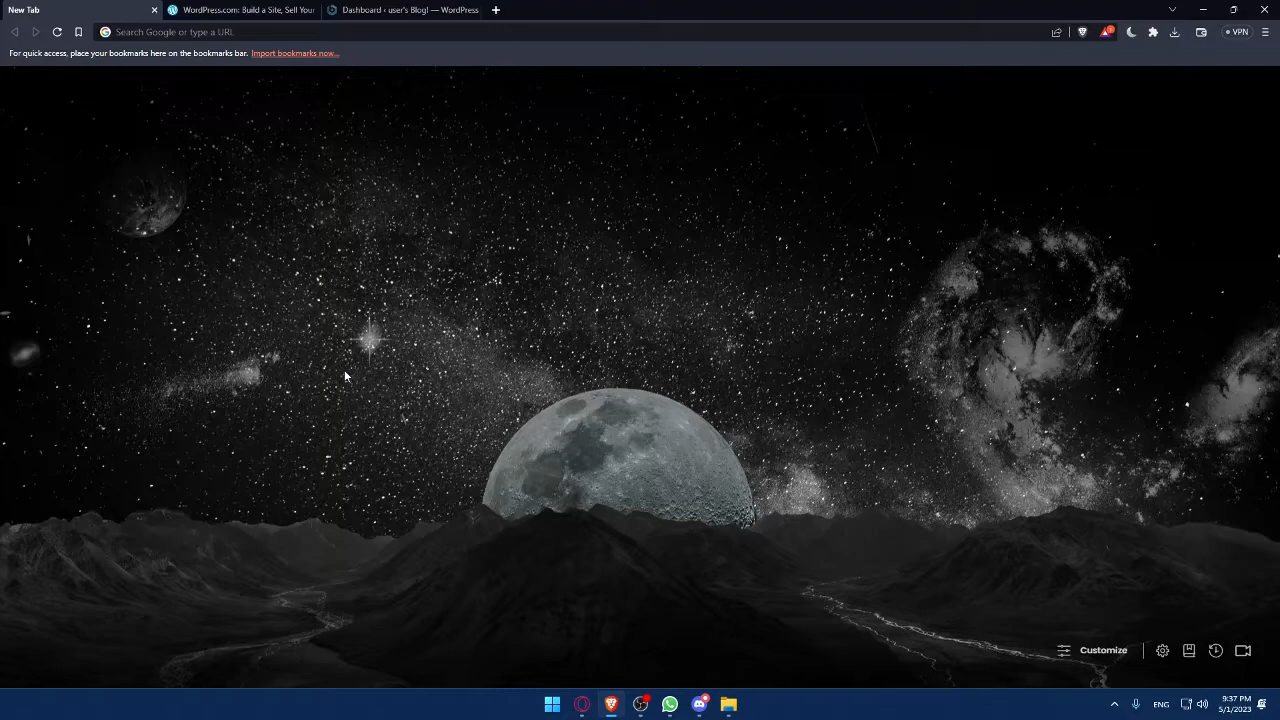 New Tab
WordPress.com: Build a Site, Sell Your
Dashboard ‹ user's Blog! — WordPress
Search Google or type a URL
VPN
For quick access, place your bookmarks here on the bookmarks bar. Import bookmarks now...
Customize
ENG
9:37 PM
5/1/2023